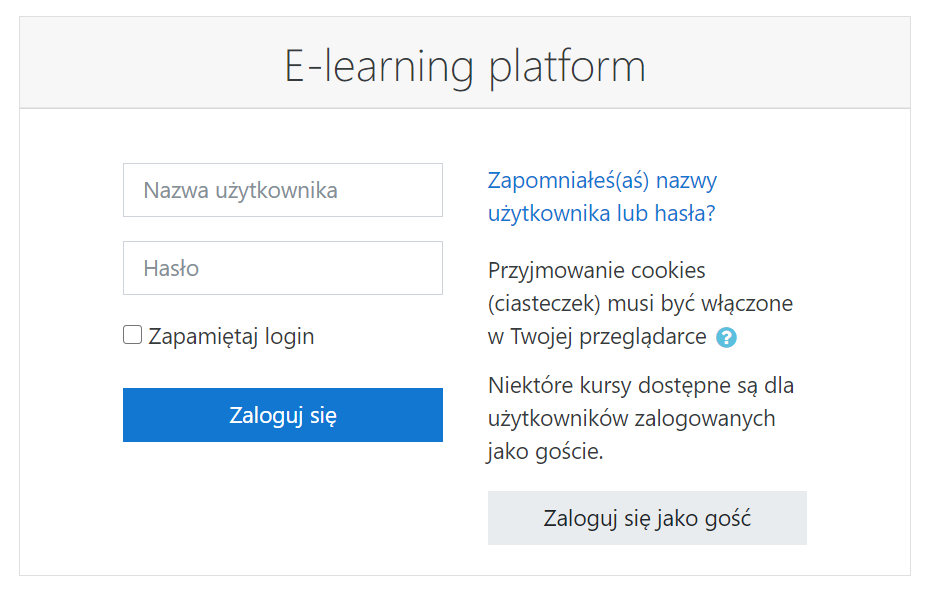 E-learning platform
Nazwa użytkownika
Hasło
Zapamiętaj login
Zaloguj się
Zapomniałeś(aś) nazwy
użytkownika lub hasła?
Przyjmowanie cookies
(ciasteczek) musi być włączone
w Twojej przeglądarce ?
Niektóre kursy dostępne są dla
użytkowników zalogowanych
jako goście.
Zaloguj się jako gość